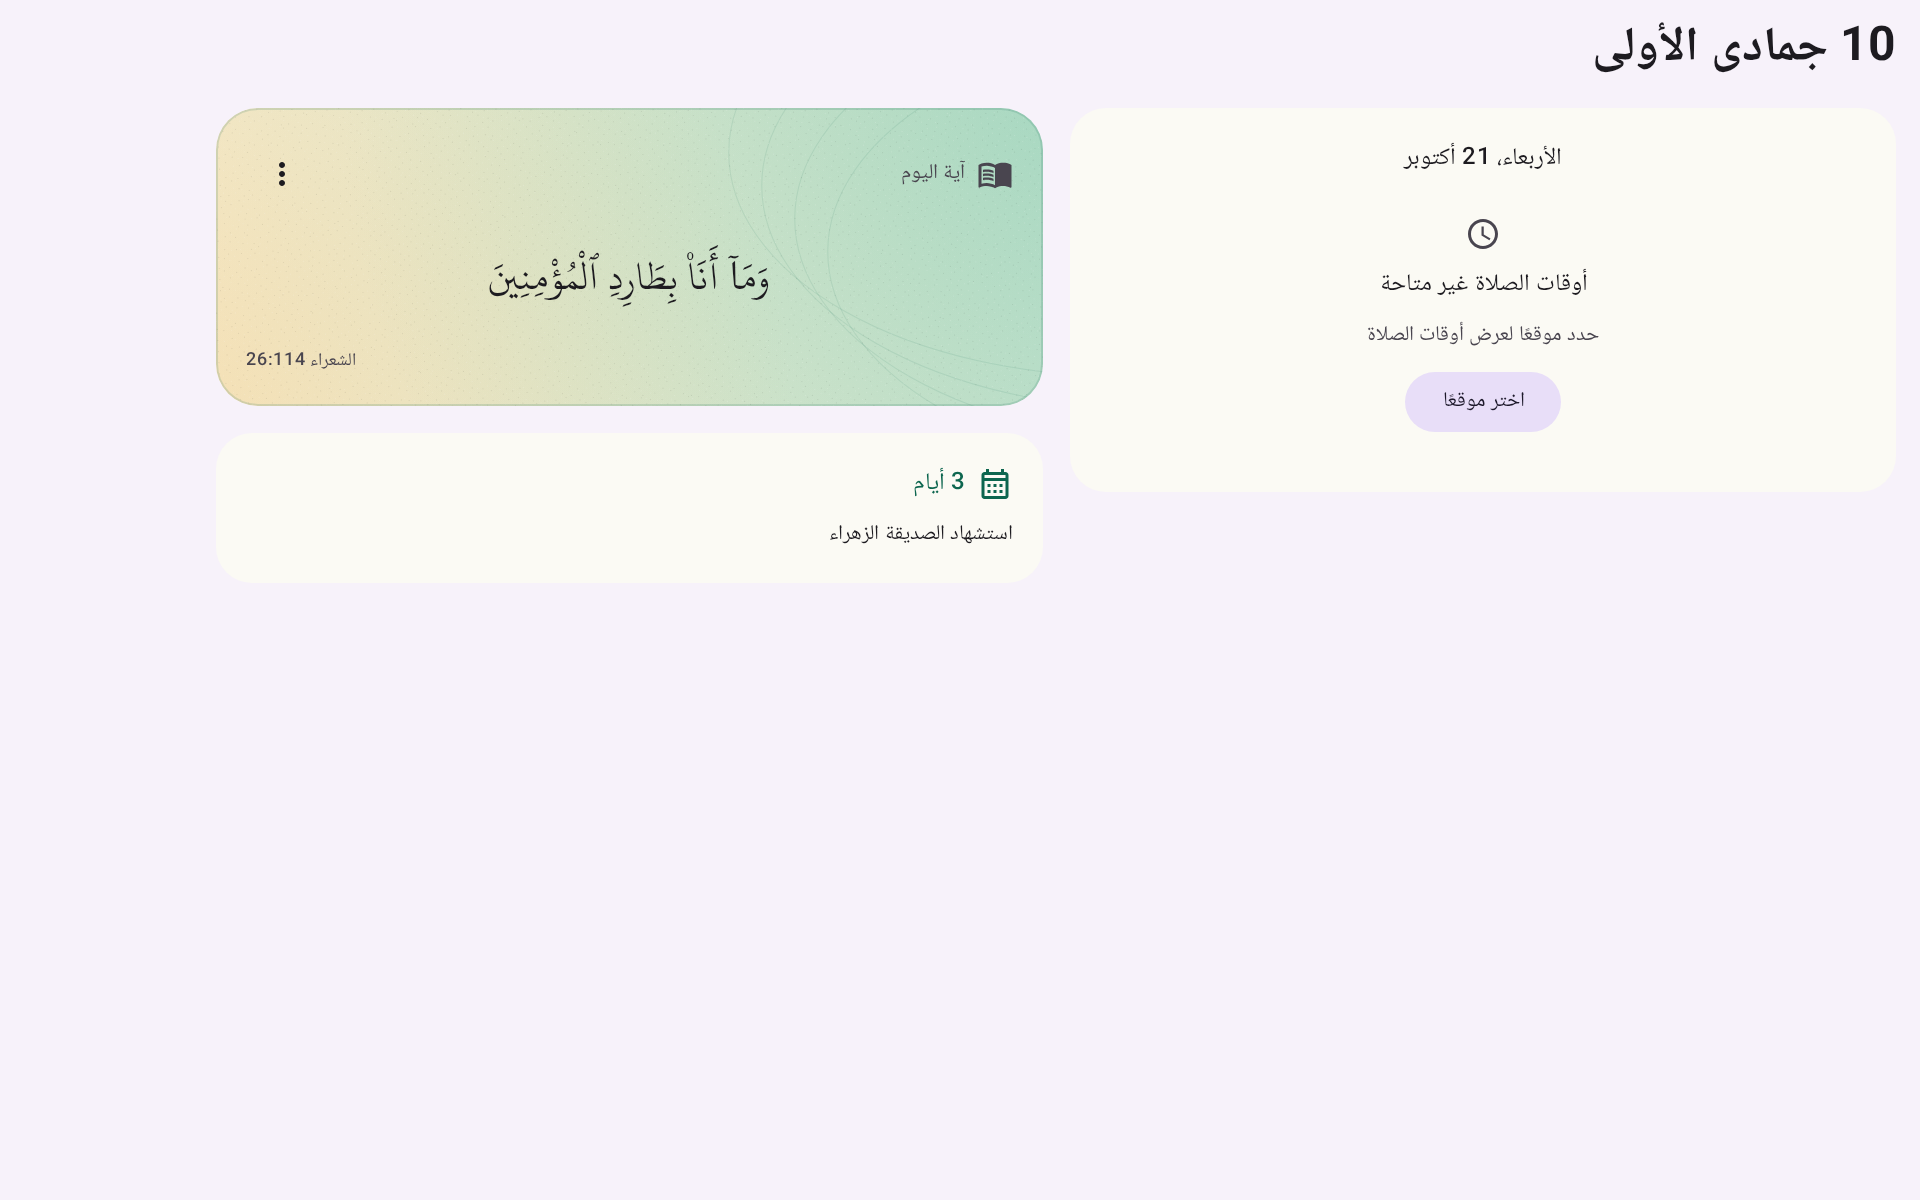 10 جمادى الأولى
الأربعاء، 21 أكتوبر
أوقات الصلاة غير متاحة
حدد موقعًا لعرض أوقات الصلاة
اختر موقعًا
آية اليوم
وَمَآ أَنَا۠ بِطَارِدِ ٱلْمُؤْمِنِينَ
الشعراء 26:114
3 أيام
استشهاد الصديقة الزهراء